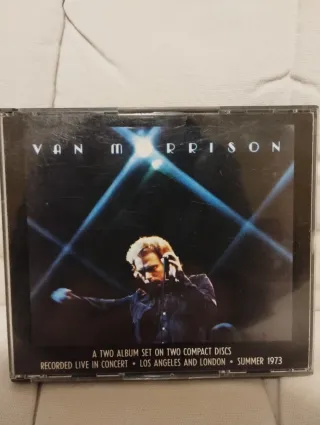 VAN MORRISON
A TWO ALBUM SET ON TWO COMPACT DISCS
RECORDED LIVE IN CONCERT • LOS ANGELES AND LONDON • SUMMER 1973